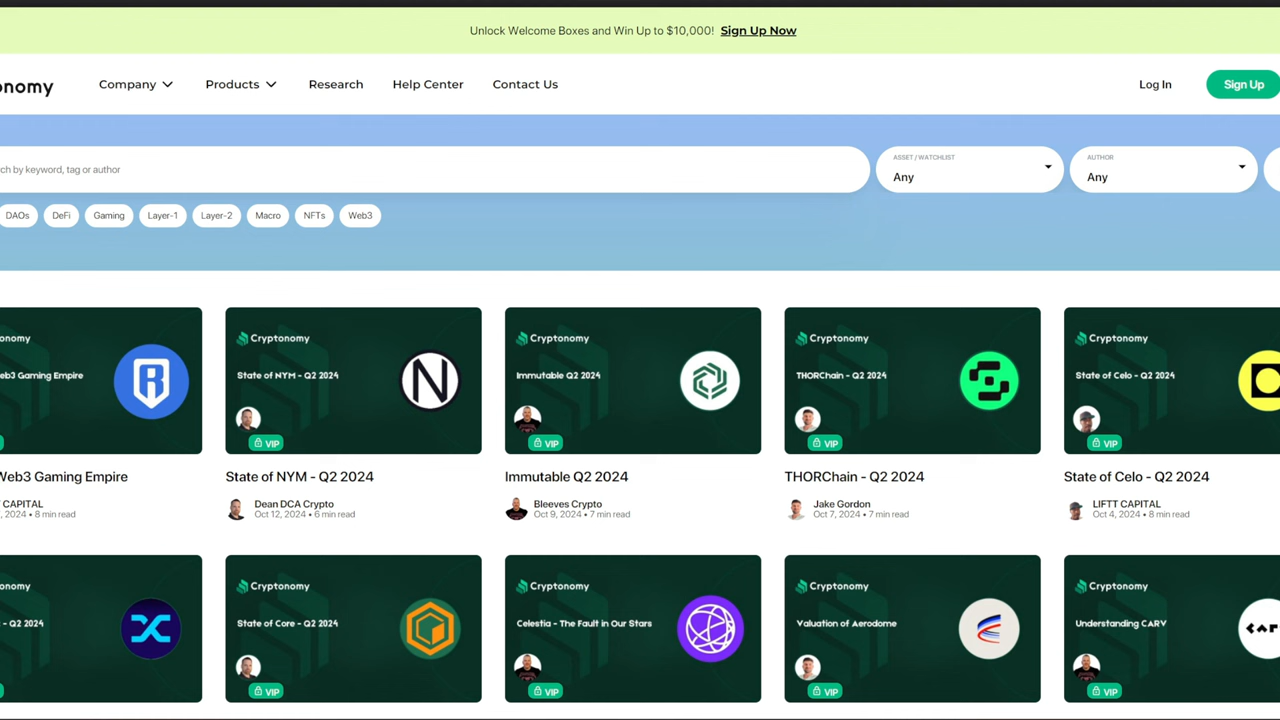 Unlock Welcome Boxes and Win Up to $10,000! Sign Up Now
onomy Company Products Research Help Center Contact Us Log In Sign Up
ch by keyword, tag or author
ASSET / WATCHLIST
Any
AUTHOR
Any
DAOs DeFi Gaming Layer-1 Layer-2 Macro NFTs Web3
onomy
eb3 Gaming Empire
Web3 Gaming Empire
CAPITAL
, 2024 • 8 min read
Cryptonomy
State of NYM - Q2 2024
N
VIP
State of NYM - Q2 2024
Dean DCA Crypto
Oct 12, 2024 • 6 min read
Cryptonomy
Immutable Q2 2024
VIP
Immutable Q2 2024
Bleeves Crypto
Oct 9, 2024 • 7 min read
Cryptonomy
THORChain - Q2 2024
VIP
THORChain - Q2 2024
Jake Gordon
Oct 7, 2024 • 7 min read
Cryptonomy
State of Celo - Q2 2024
VIP
State of Celo - Q2 2024
LIFTT CAPITAL
Oct 4, 2024 • 8 min read
onomy
- Q2 2024
Cryptonomy
State of Core - Q2 2024
VIP
Cryptonomy
Celestia - The Fault in Our Stars
VIP
Cryptonomy
Valuation of Aerodome
VIP
Cryptonomy
Understanding CARV
VIP